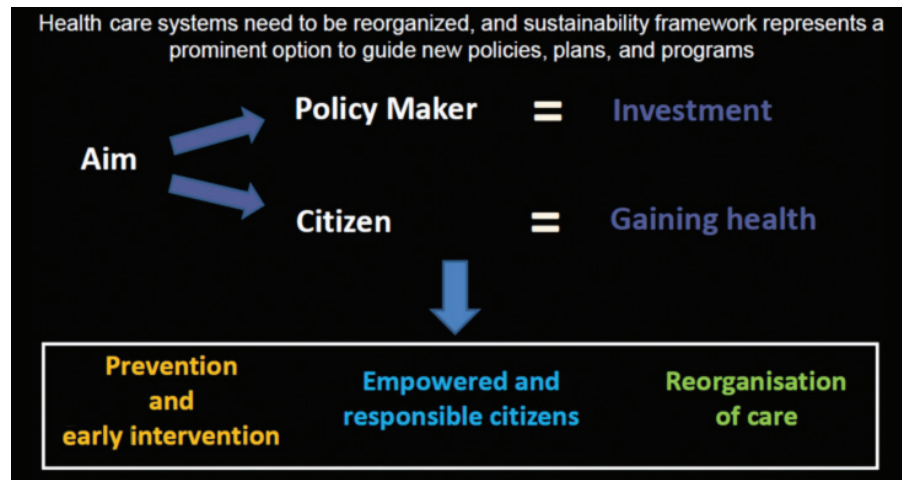 Health care systems need to be reorganized, and sustainability framework represents a
prominent option to guide new policies, plans, and programs
Policy Maker = Investment
Aim
Citizen = Gaining health
Prevention
and
early intervention
Empowered and
responsible citizens
Reorganisation
of care